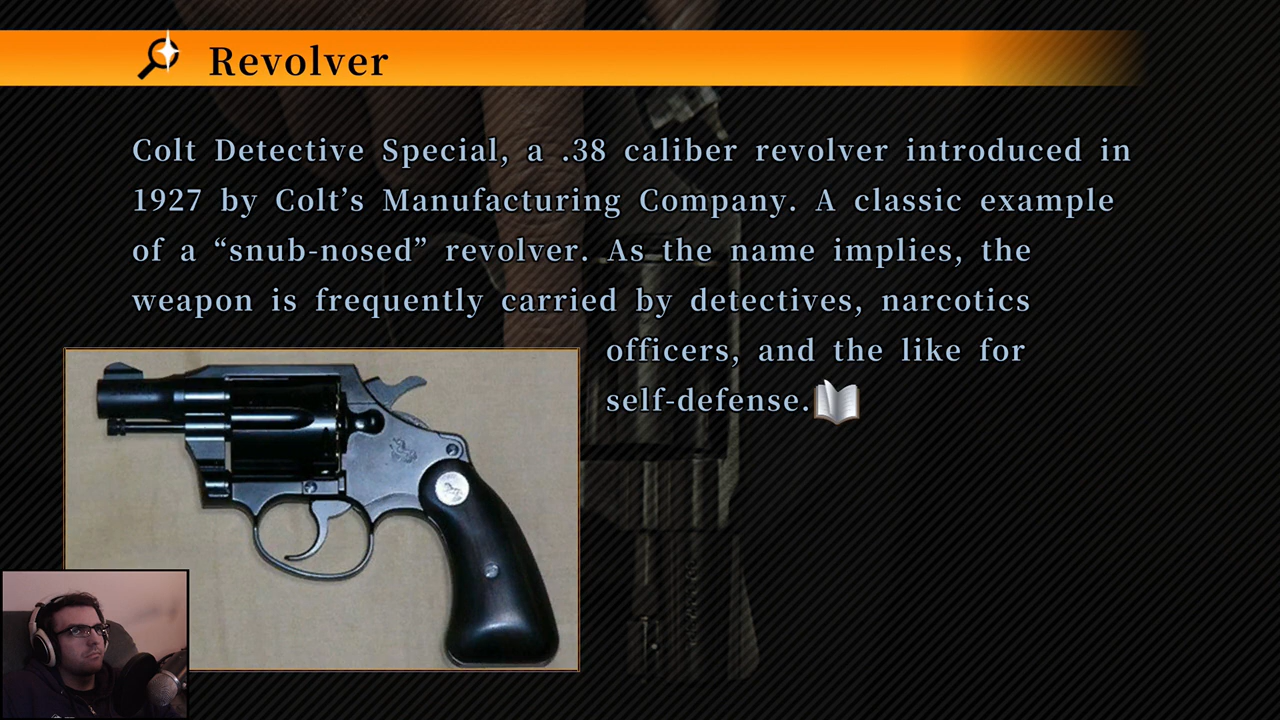 Revolver
Colt Detective Special, a .38 caliber revolver introduced in
1927 by Colt’s Manufacturing Company. A classic example
of a “snub-nosed” revolver. As the name implies, the
weapon is frequently carried by detectives, narcotics
officers, and the like for
self-defense.